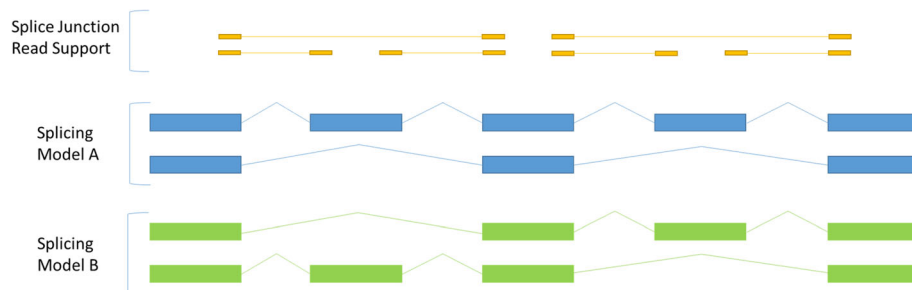 Splice Junction
Read Support
Splicing
Model A
Splicing
Model B